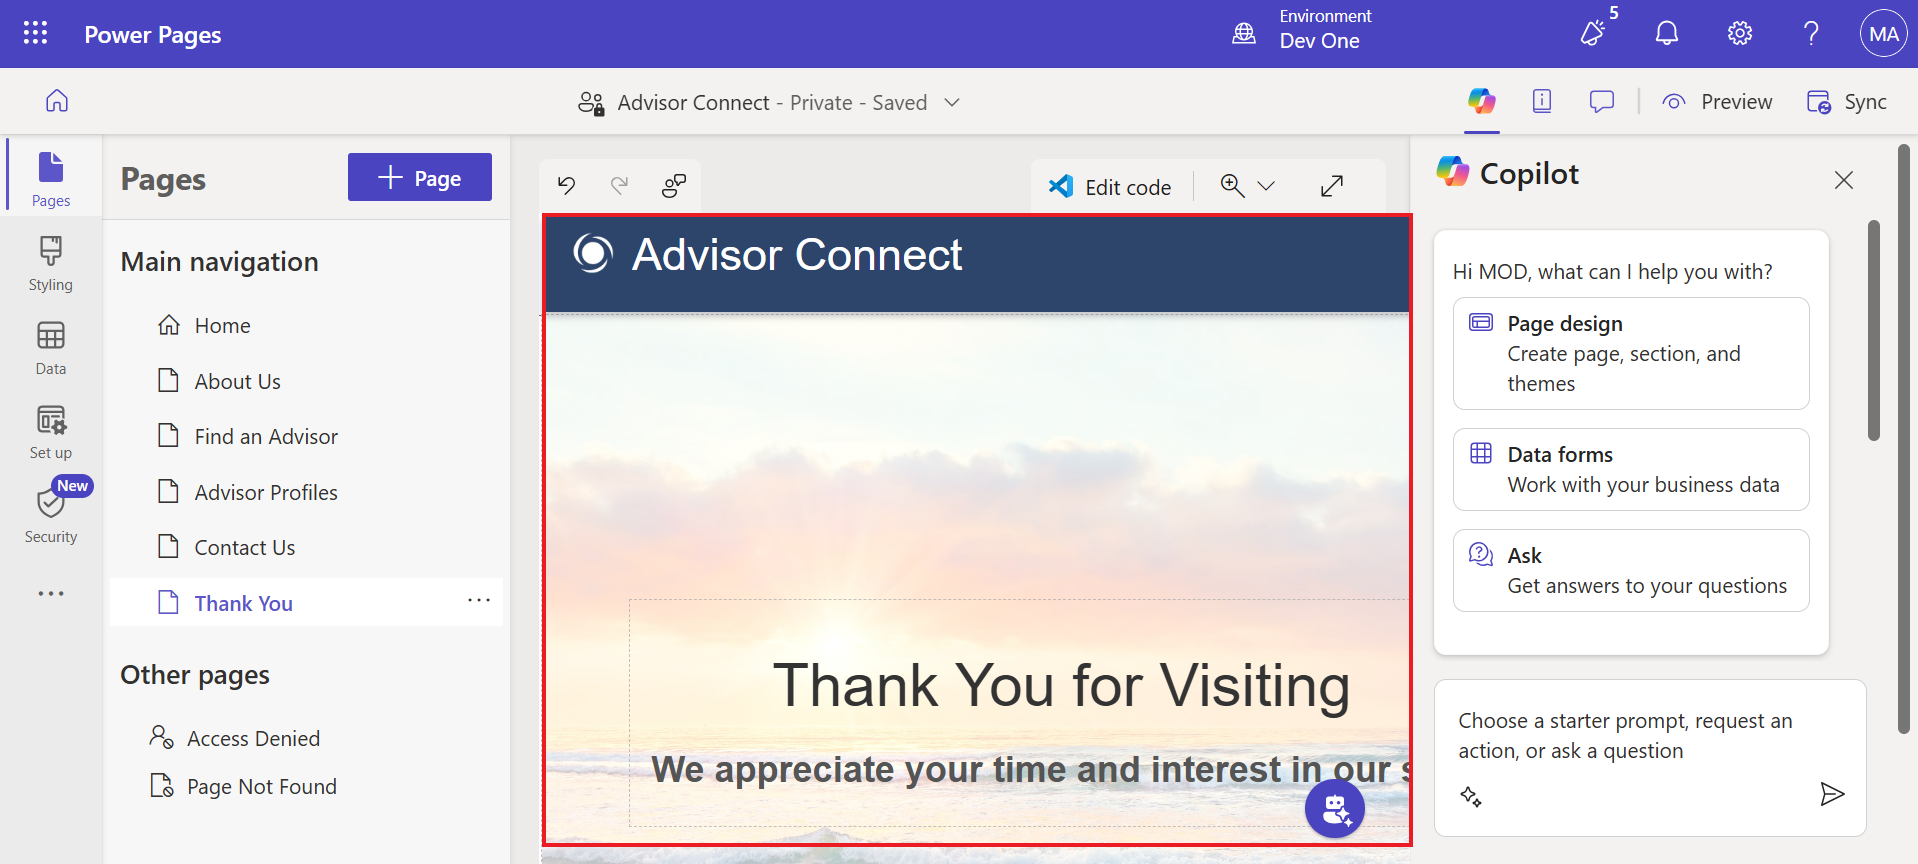 Power Pages
Environment
Dev One
5
MA
Advisor Connect - Private - Saved
Preview
Sync
Pages
Styling
Data
Set up
New
Security
Pages
Page
Main navigation
Home
About Us
Find an Advisor
Advisor Profiles
Contact Us
Thank You
Other pages
Access Denied
Page Not Found
Edit code
Advisor Connect
Thank You for Visiting
We appreciate your time and interest in our s
Copilot
Hi MOD, what can I help you with?
Page design
Create page, section, and
themes
Data forms
Work with your business data
Ask
Get answers to your questions
Choose a starter prompt, request an
action, or ask a question